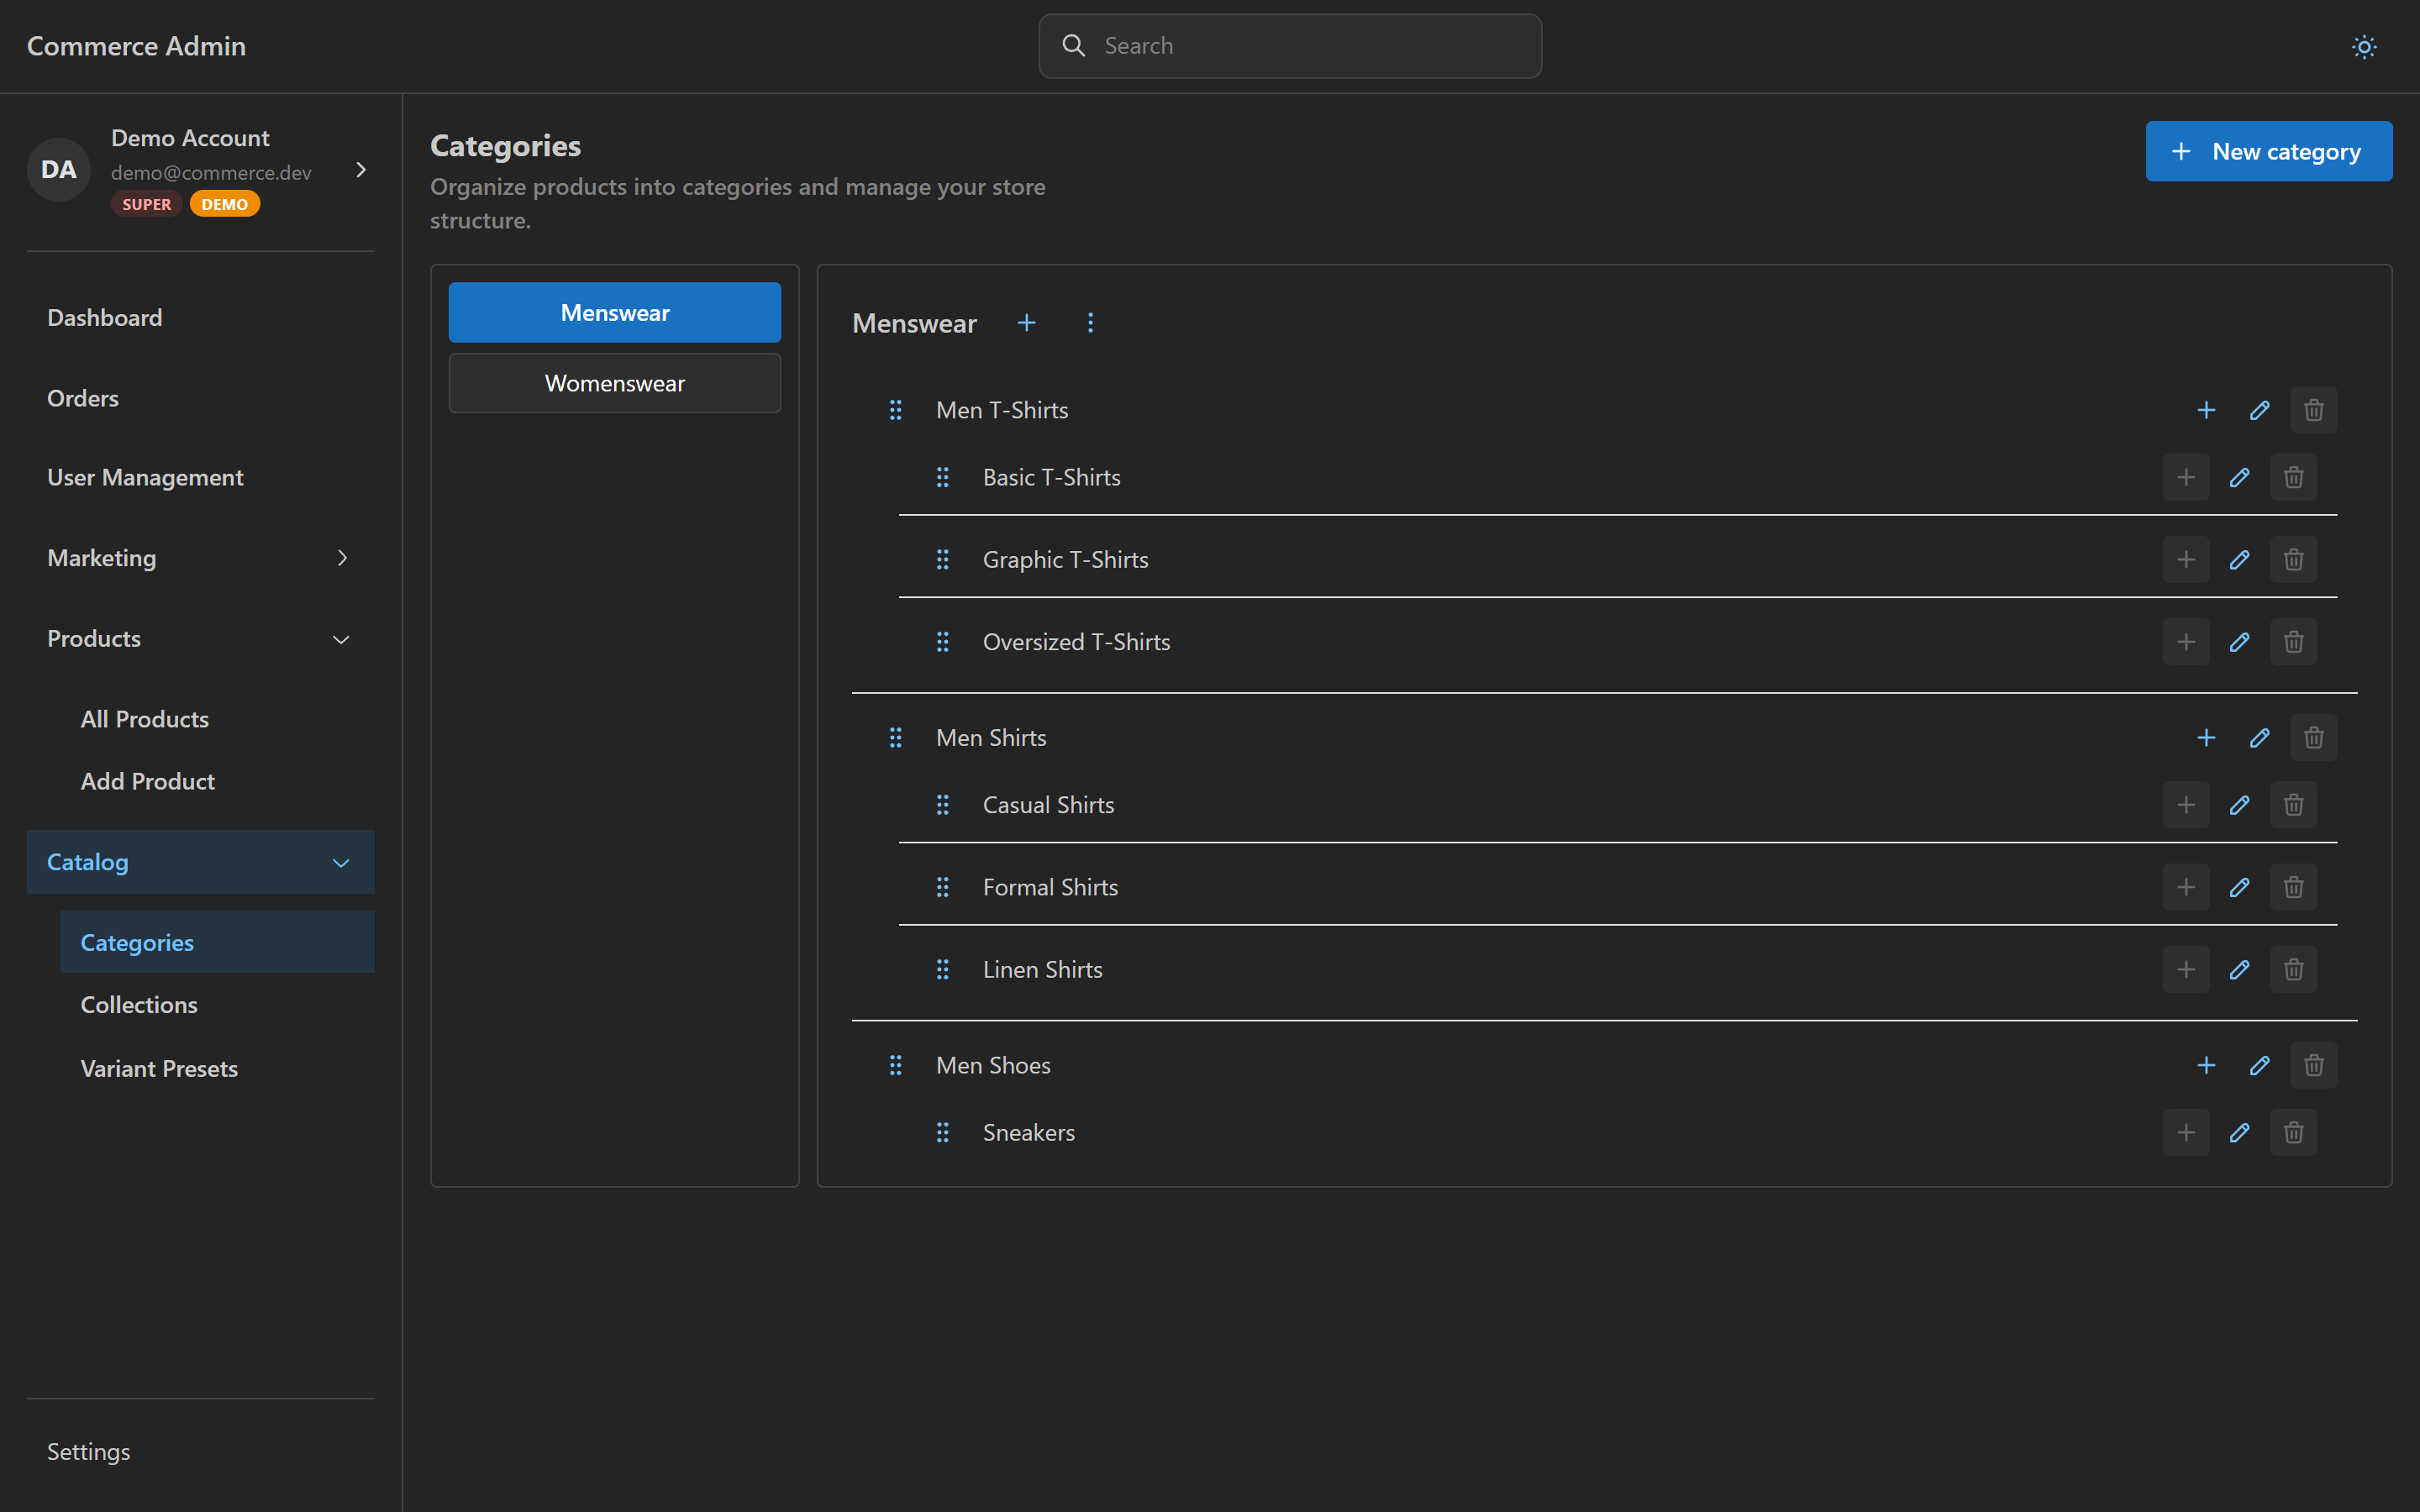 Commerce Admin
Search
DA
Demo Account
demo@commerce.dev
SUPER DEMO
Dashboard
Orders
User Management
Marketing
Products
All Products
Add Product
Catalog
Categories
Collections
Variant Presets
Settings
Categories
Organize products into categories and manage your store
structure.
New category
Menswear
Womenswear
Menswear
Men T-Shirts
Basic T-Shirts
Graphic T-Shirts
Oversized T-Shirts
Men Shirts
Casual Shirts
Formal Shirts
Linen Shirts
Men Shoes
Sneakers